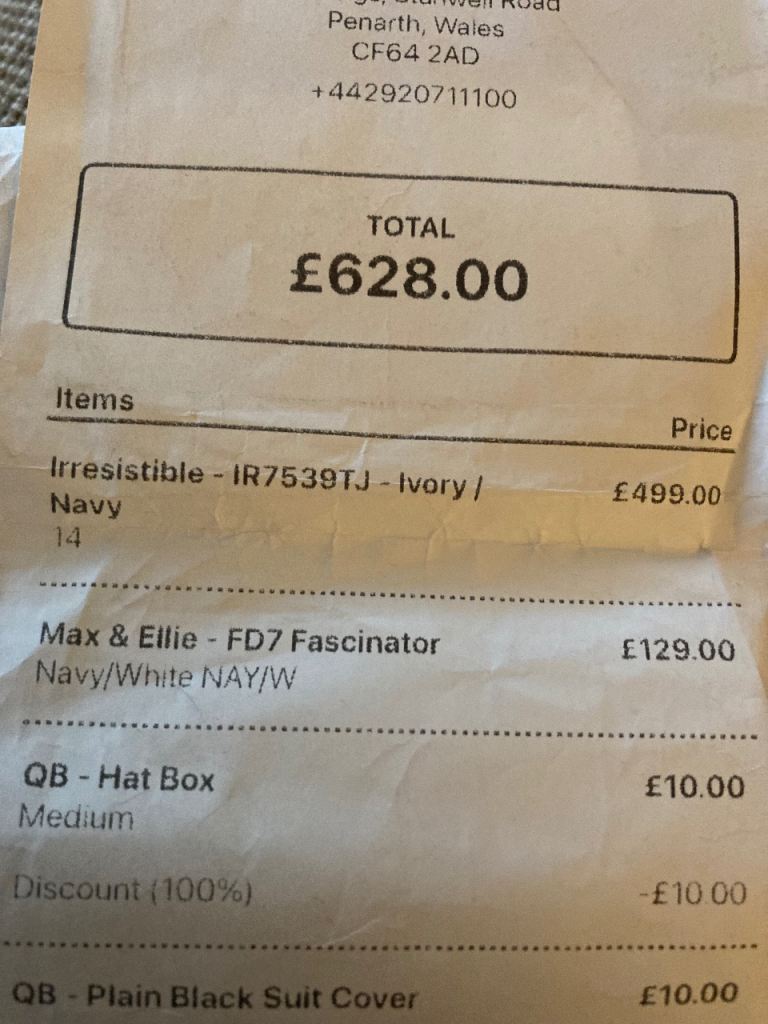 Road
Penarth, Wales
CF64 2AD
+442920711100
TOTAL
£628.00
Items
Price
Irresistible - IR7539TJ - Ivory / £499.00
Navy
14
Max & Ellie - FD7 Fascinator £129.00
Navy/White NAY/W
QB - Hat Box £10.00
Medium
Discount (100%) -£10.00
QB - Plain Black Suit Cover £10.00